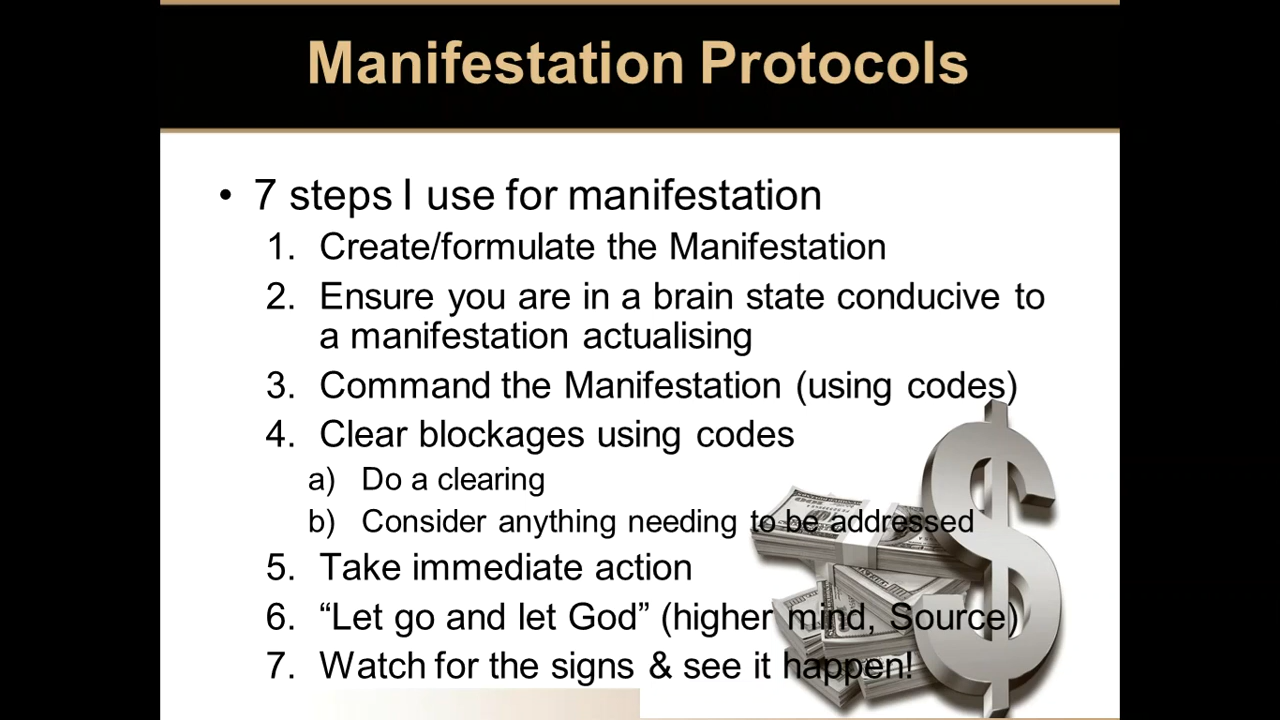 Manifestation Protocols
• 7 steps I use for manifestation
1. Create/formulate the Manifestation
2. Ensure you are in a brain state conducive to
a manifestation actualising
3. Command the Manifestation (using codes)
4. Clear blockages using codes
a) Do a clearing
b) Consider anything needing to be addressed
5. Take immediate action
6. “Let go and let God” (higher mind, Source)
7. Watch for the signs & see it happen!